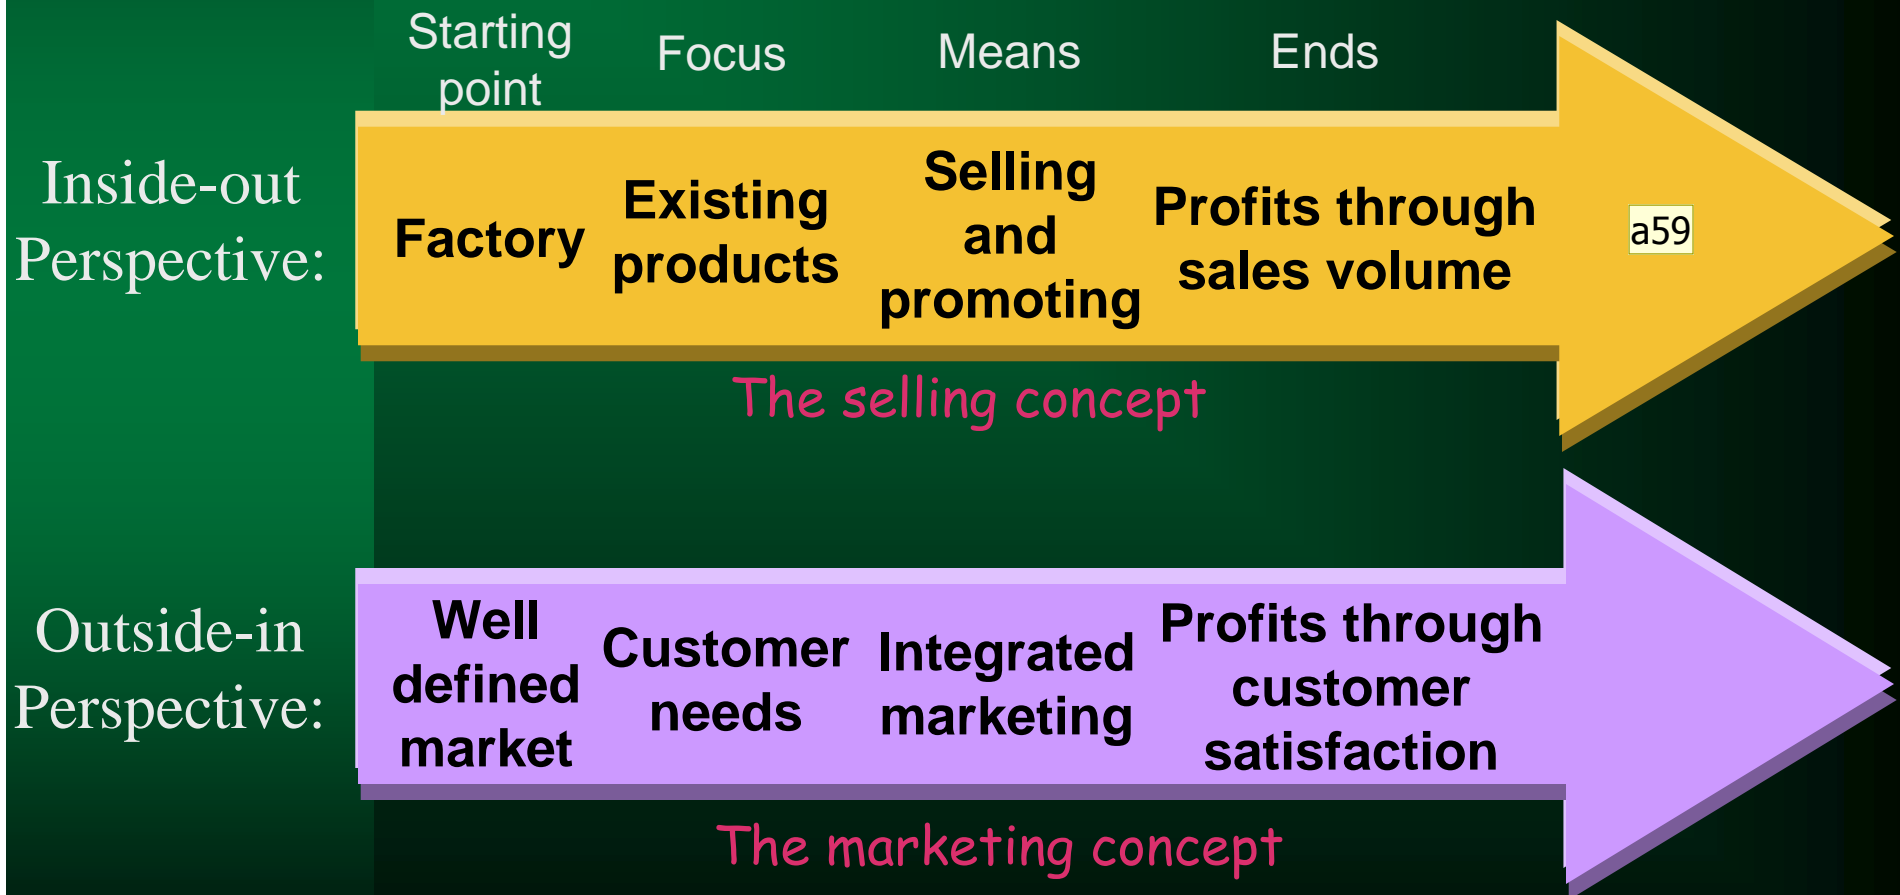 Starting
point
Focus
Means
Ends
Inside-out
Perspective:
Factory
Existing
products
Selling
and
promoting
Profits through
sales volume
a59
The selling concept
Outside-in
Perspective:
Well
defined
market
Customer
needs
Integrated
marketing
Profits through
customer
satisfaction
The marketing concept